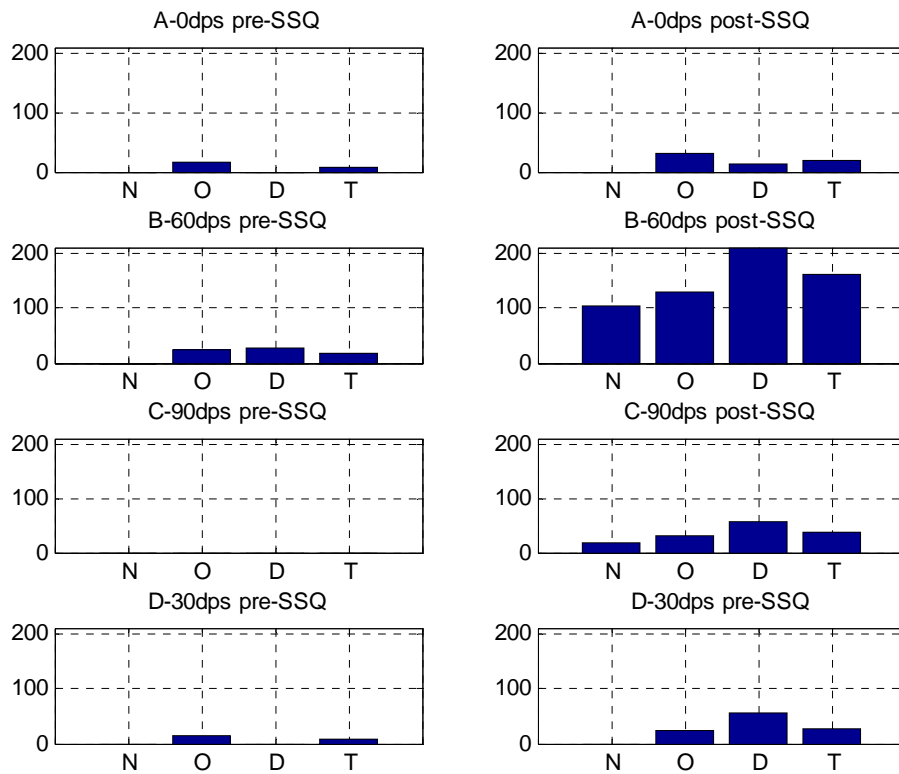 A-0dps pre-SSQ
200
100
0
N O D T
A-0dps post-SSQ
200
100
0
N O D T
B-60dps pre-SSQ
200
100
0
N O D T
B-60dps post-SSQ
200
100
0
N O D T
C-90dps pre-SSQ
200
100
0
N O D T
C-90dps post-SSQ
200
100
0
N O D T
D-30dps pre-SSQ
200
100
0
N O D T
D-30dps pre-SSQ
200
100
0
N O D T